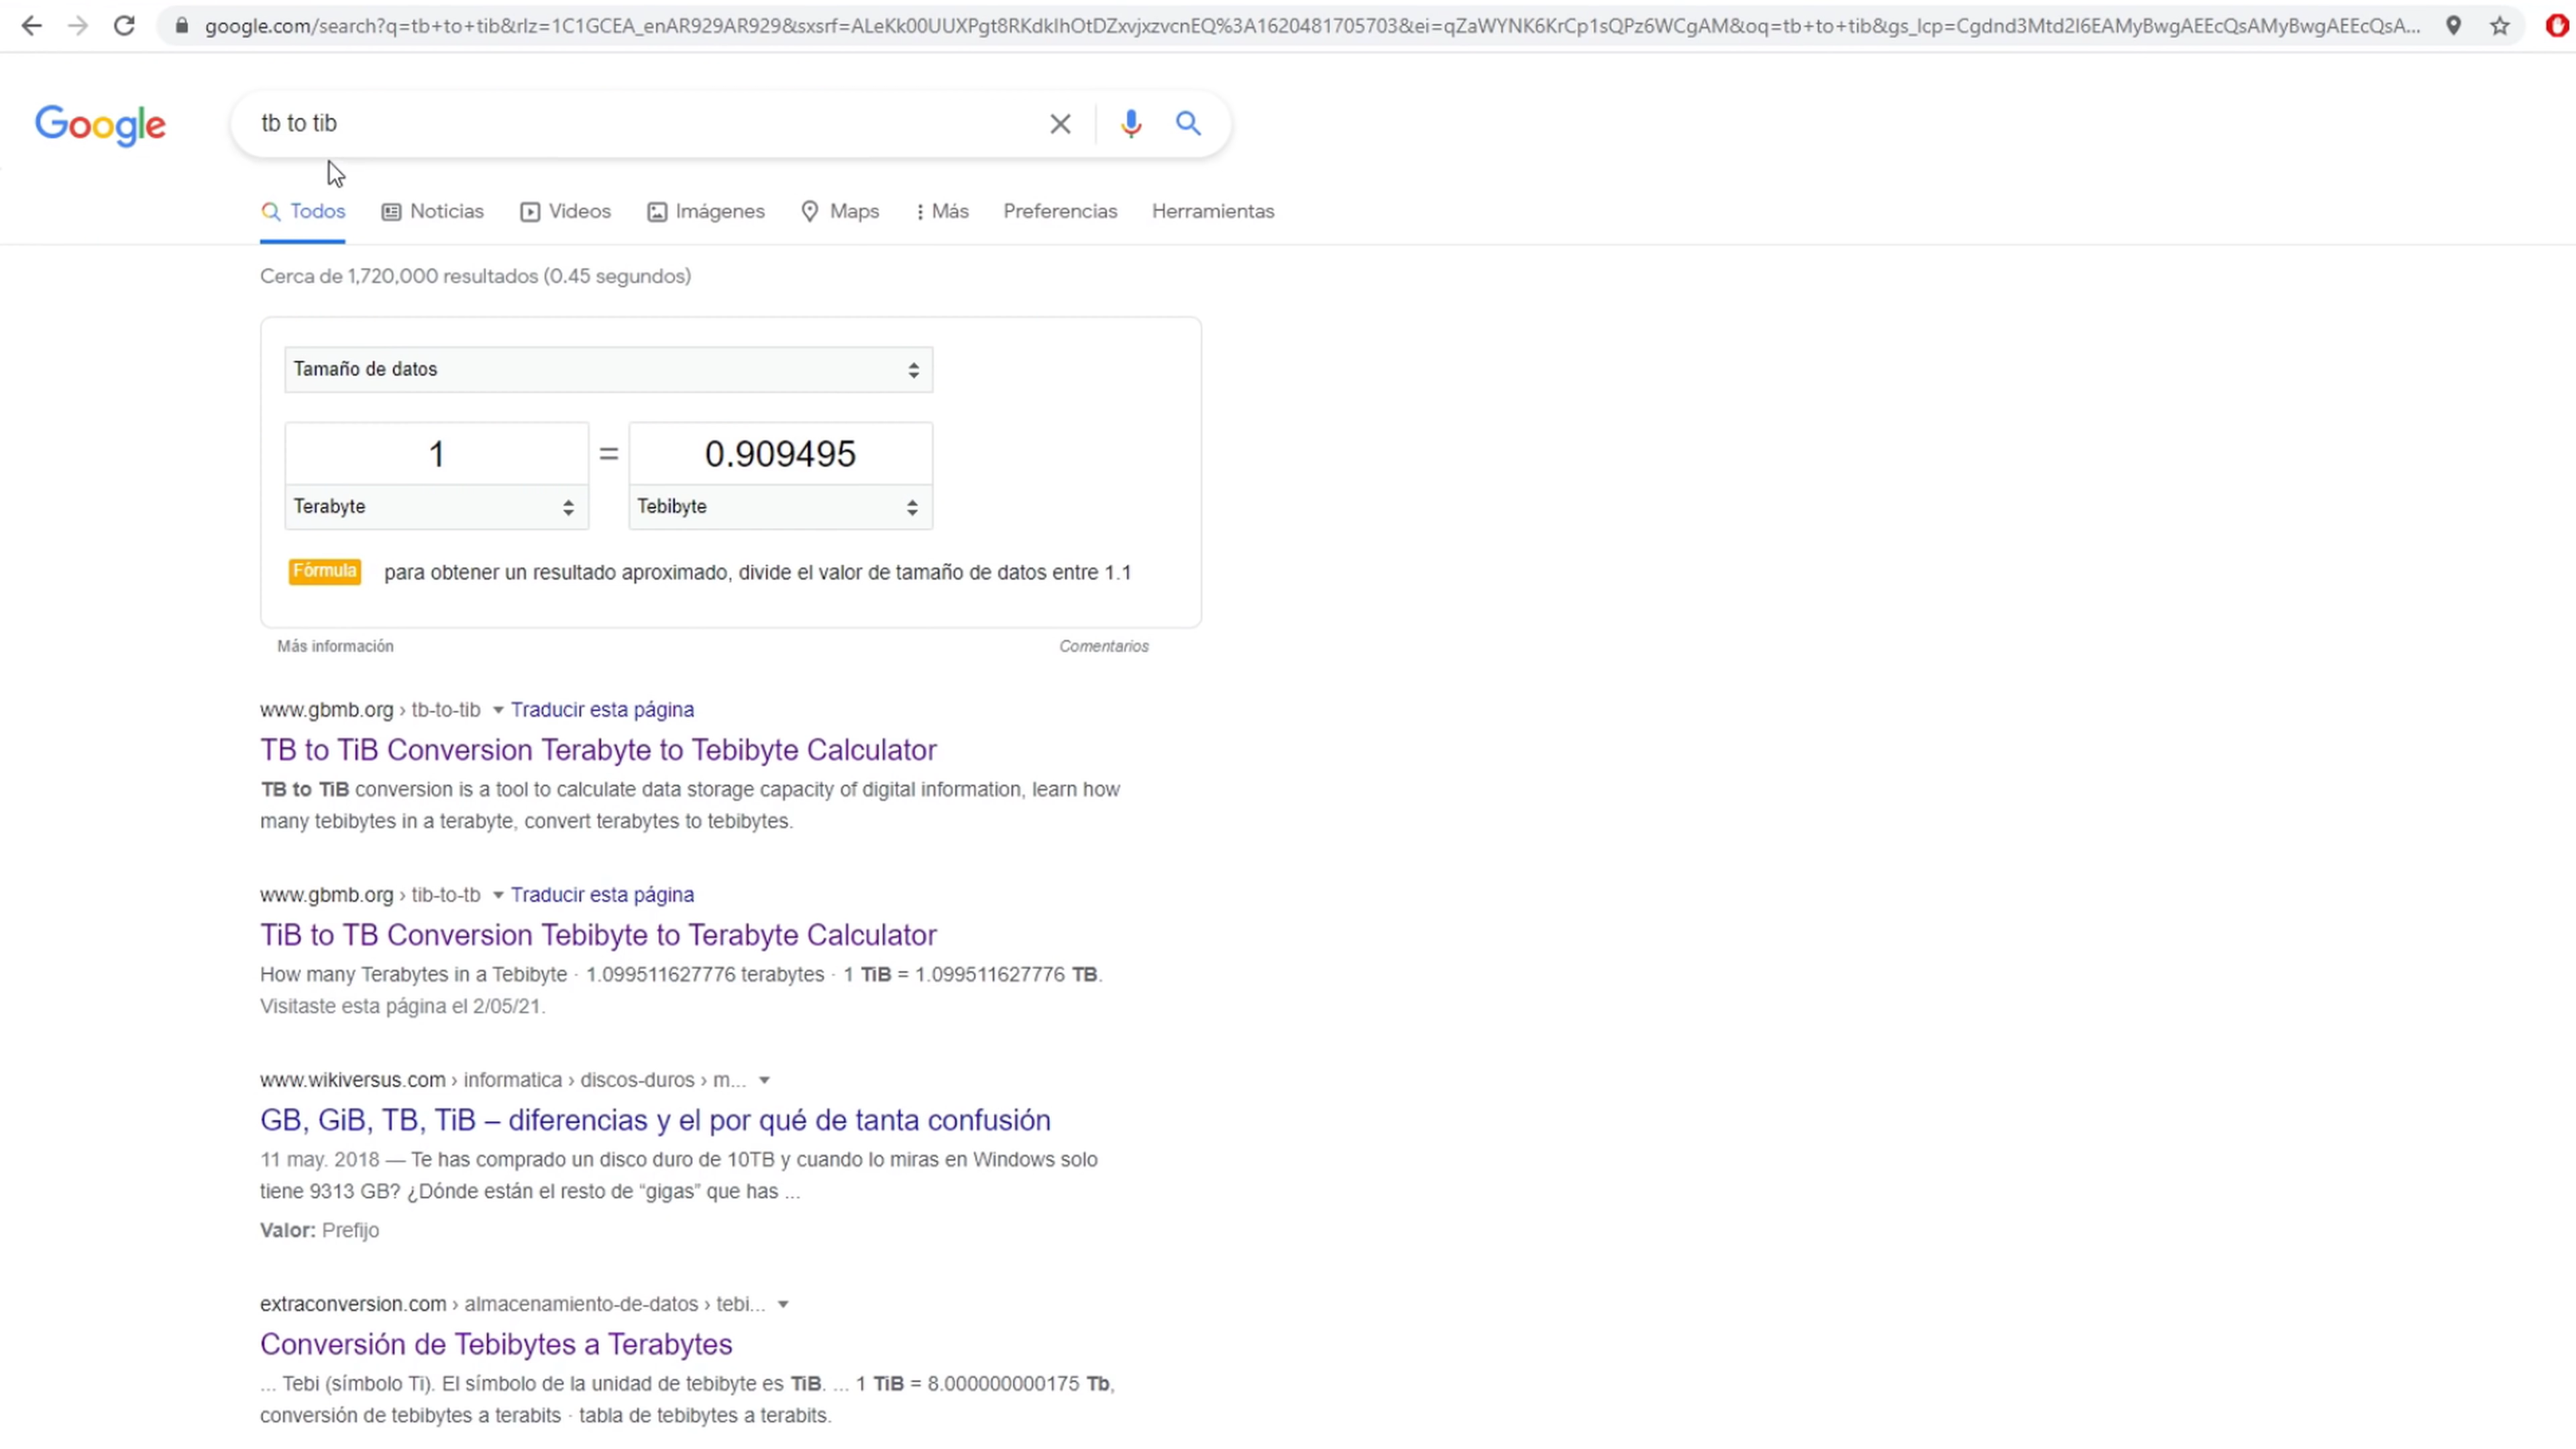 google.com/search?q=tb+to+tib&rlz=1C1GCEA_enAR929AR929&sxsrf=ALeKk00UUXPgt8RKdkIhOtDZxvjxzvcnEQ%3A1620481705703&ei=qZaWYNK6KrCp1sQPz6WCgAM&oq=tb+to+tib&gs_lcp=Cgdnd3Mtd2l6EAMyBwgAEEcQsAMyBwgAEEcQsA...
Google
tb to tib
Todos Noticias Videos Imágenes Maps Más Preferencias Herramientas
Cerca de 1,720,000 resultados (0.45 segundos)
Tamaño de datos
1 = 0.909495
Terabyte Tebibyte
Fórmula para obtener un resultado aproximado, divide el valor de tamaño de datos entre 1.1
Más información Comentarios
www.gbmb.org › tb-to-tib Traducir esta página
TB to TiB Conversion Terabyte to Tebibyte Calculator
TB to TiB conversion is a tool to calculate data storage capacity of digital information, learn how
many tebibytes in a terabyte, convert terabytes to tebibytes.
www.gbmb.org › tib-to-tb Traducir esta página
TiB to TB Conversion Tebibyte to Terabyte Calculator
How many Terabytes in a Tebibyte · 1.099511627776 terabytes · 1 TiB = 1.099511627776 TB.
Visitaste esta página el 2/05/21.
www.wikiversus.com › informatica › discos-duros › m...
GB, GiB, TB, TiB – diferencias y el por qué de tanta confusión
11 may. 2018 — Te has comprado un disco duro de 10TB y cuando lo miras en Windows solo
tiene 9313 GB? ¿Dónde están el resto de “gigas” que has ...
Valor: Prefijo
extraconversion.com › almacenamiento-de-datos › tebi...
Conversión de Tebibytes a Terabytes
... Tebi (símbolo Ti). El símbolo de la unidad de tebibyte es TiB. ... 1 TiB = 8.000000000175 Tb,
conversión de tebibytes a terabits · tabla de tebibytes a terabits.